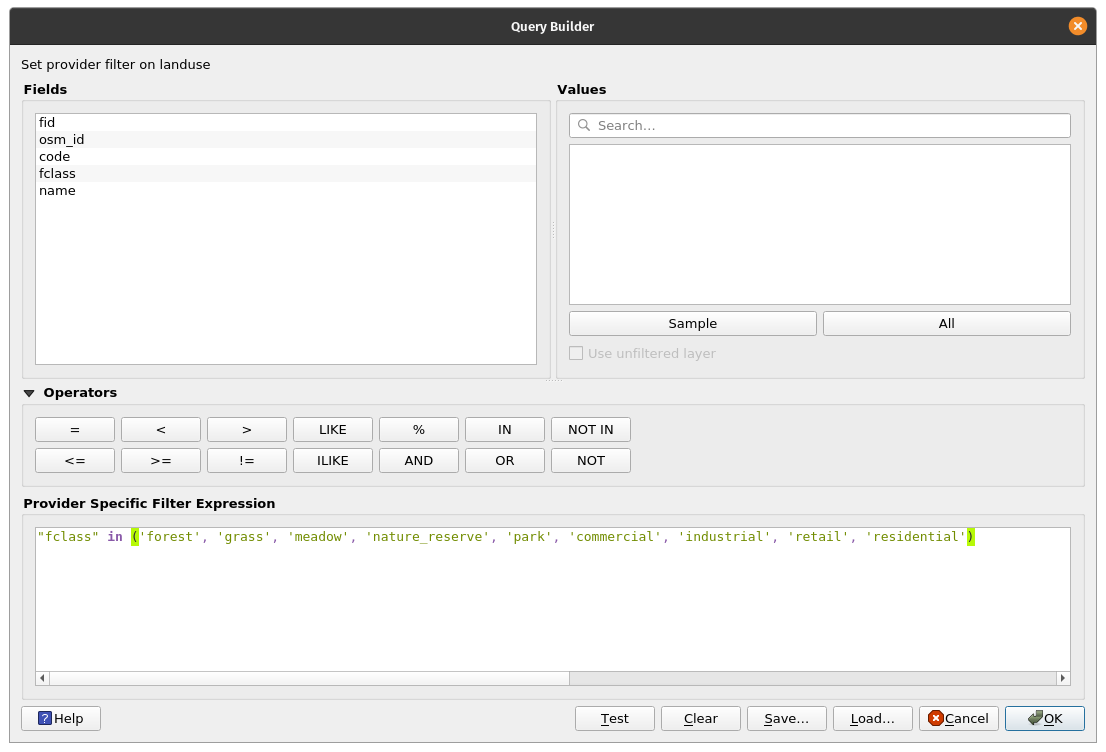 Query Builder
Set provider filter on landuse
Fields
Values
fid
osm_id
code
fclass
name
Search…
Sample
All
Use unfiltered layer
Operators
= < > LIKE % IN NOT IN
<= >= != ILIKE AND OR NOT
Provider Specific Filter Expression
"fclass" in ('forest', 'grass', 'meadow', 'nature_reserve', 'park', 'commercial', 'industrial', 'retail', 'residential')
? Help Test Clear Save… Load… Cancel OK